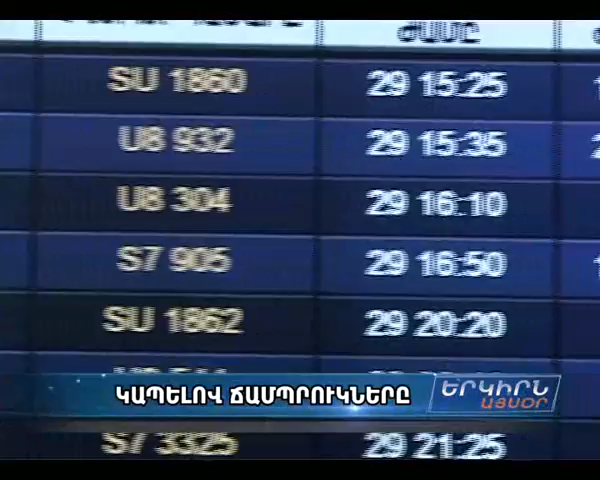 ԺԱՄԸ
SU 1860 29 15:25
U8 932 29 15:35
U8 304 29 16:10
S7 905 29 16:50
SU 1862 29 20:20
ԿԱՊԵԼՈՎ ՃԱՄՊՐՈՒԿՆԵՐԸ
ԵՐԿԻՐՆ
ԱՅՍՕՐ
S7 3325 29 21:25